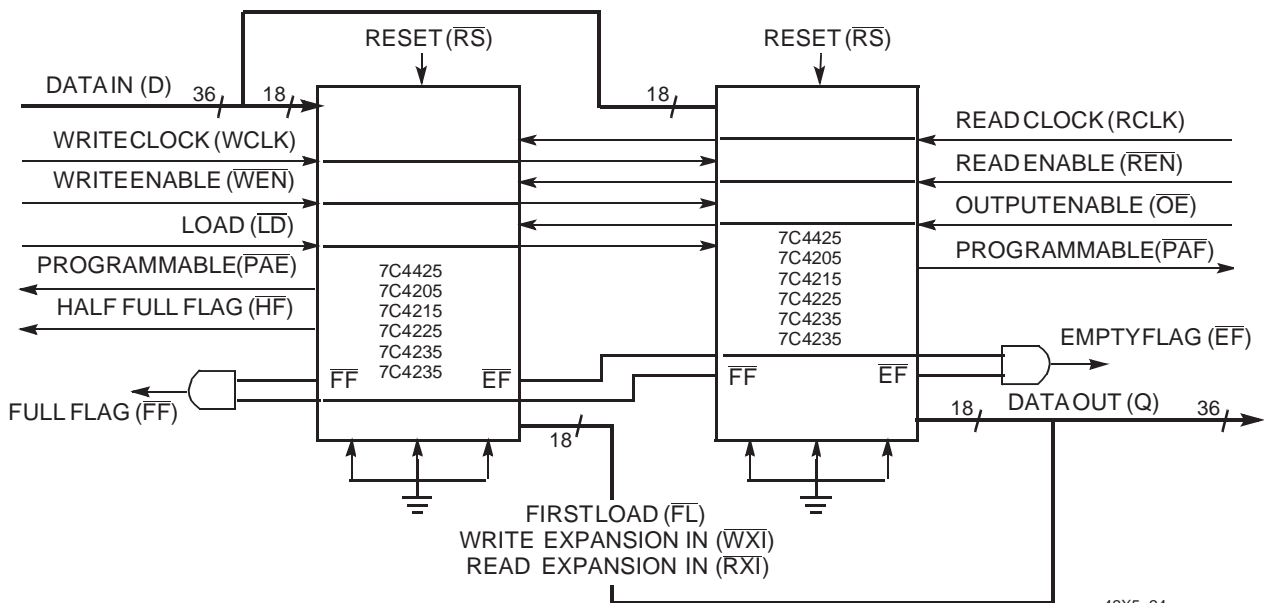 RESET (RS)
RESET (RS)
DATA IN (D)
36
18
18
WRITE CLOCK (WCLK)
WRITE ENABLE (WEN)
LOAD (LD)
PROGRAMMABLE(PAE)
HALF FULL FLAG (HF)
FULL FLAG (FF)
7C4425
7C4205
7C4215
7C4225
7C4235
7C4235
FF
EF
18
7C4425
7C4205
7C4215
7C4225
7C4235
7C4235
FF
EF
READ CLOCK (RCLK)
READ ENABLE (REN)
OUTPUT ENABLE (OE)
PROGRAMMABLE(PAF)
EMPTY FLAG (EF)
18
DATA OUT (Q)
36
FIRST LOAD (FL)
WRITE EXPANSION IN (WXI)
READ EXPANSION IN (RXI)